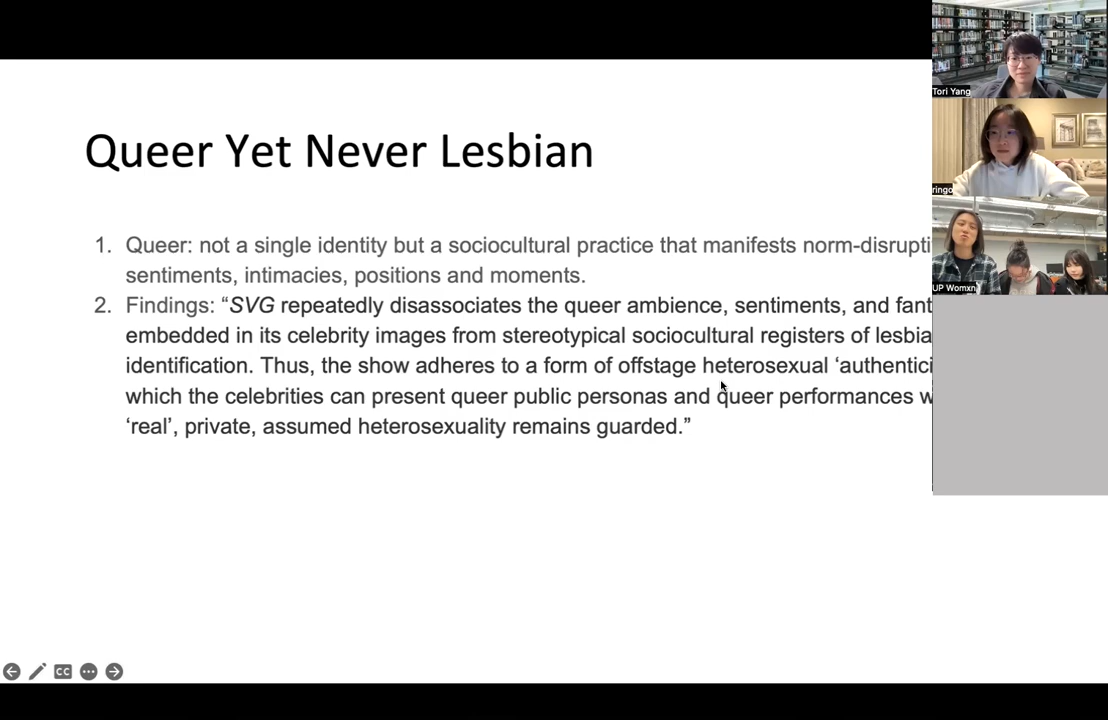 Queer Yet Never Lesbian
1. Queer: not a single identity but a sociocultural practice that manifests norm-disrupti
sentiments, intimacies, positions and moments.
2. Findings: “SVG repeatedly disassociates the queer ambience, sentiments, and fant
embedded in its celebrity images from stereotypical sociocultural registers of lesbia
identification. Thus, the show adheres to a form of offstage heterosexual ‘authentici
which the celebrities can present queer public personas and queer performances w
‘real’, private, assumed heterosexuality remains guarded.”
Tori Yang
ringo
UP Womxn
CC